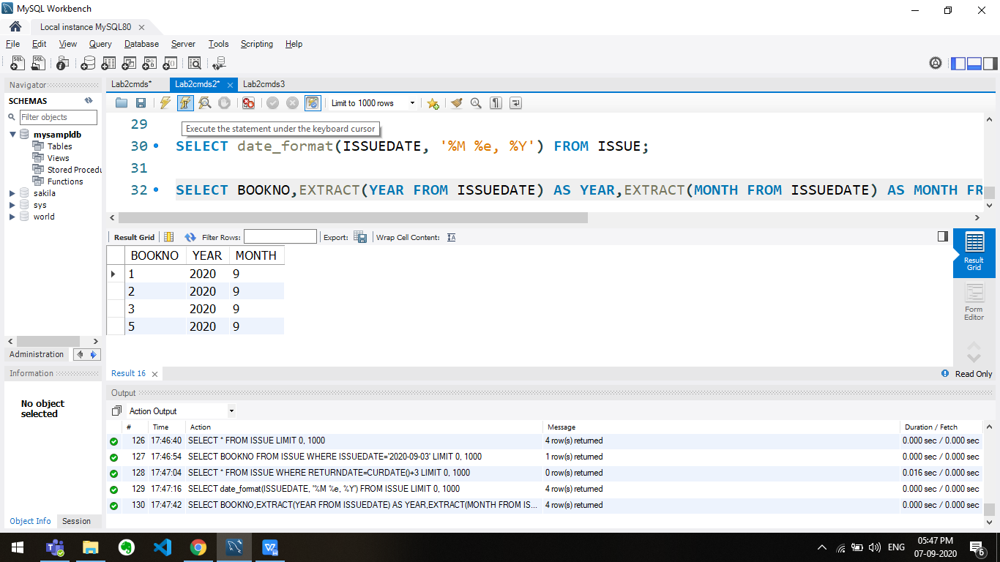 MySQL Workbench
Local instance MySQL80
File Edit View Query Database Server Tools Scripting Help
Navigator
SCHEMAS
Filter objects
mysampldb
Tables
Views
Stored Procedu
Functions
sakila
sys
world
Administration
Information
No object
selected
Object Info Session
Lab2cmds* Lab2cmds2* Lab2cmds3
Limit to 1000 rows
Execute the statement under the keyboard cursor
29
30 SELECT date_format(ISSUEDATE, '%M %e, %Y') FROM ISSUE;
31
32 SELECT BOOKNO,EXTRACT(YEAR FROM ISSUEDATE) AS YEAR,EXTRACT(MONTH FROM ISSUEDATE) AS MONTH FR
Result Grid Filter Rows: Export: Wrap Cell Content:
BOOKNO YEAR MONTH
1 2020 9
2 2020 9
3 2020 9
5 2020 9
Result
Grid
Form
Editor
Result 16
Read Only
Output
Action Output
# Time Action Message Duration / Fetch
126 17:46:40 SELECT * FROM ISSUE LIMIT 0, 1000 4 row(s) returned 0.000 sec / 0.000 sec
127 17:46:54 SELECT BOOKNO FROM ISSUE WHERE ISSUEDATE='2020-09-03' LIMIT 0, 1000 1 row(s) returned 0.000 sec / 0.000 sec
128 17:47:04 SELECT * FROM ISSUE WHERE RETURNDATE=CURDATE()+3 LIMIT 0, 1000 0 row(s) returned 0.016 sec / 0.000 sec
129 17:47:16 SELECT date_format(ISSUEDATE, '%M %e, %Y') FROM ISSUE LIMIT 0, 1000 4 row(s) returned 0.000 sec / 0.000 sec
130 17:47:42 SELECT BOOKNO,EXTRACT(YEAR FROM ISSUEDATE) AS YEAR,EXTRACT(MONTH FROM IS... 4 row(s) returned 0.000 sec / 0.000 sec
ENG
05:47 PM
07-09-2020
6